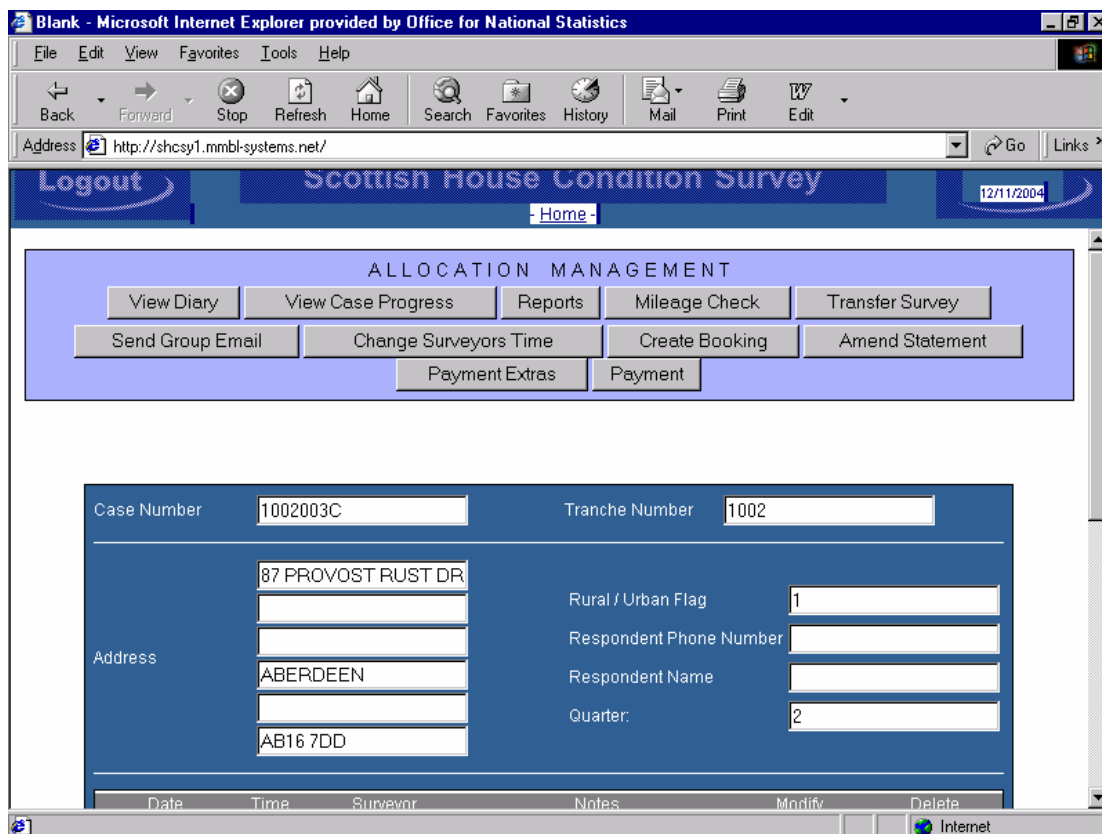 Blank - Microsoft Internet Explorer provided by Office for National Statistics
File Edit View Favorites Tools Help
Back Forward Stop Refresh Home Search Favorites History Mail Print Edit
Address http://shcsy1.mmbl-systems.net/ Go Links »
Logout Scottish House Condition Survey 12/11/2004
- Home -
ALLOCATION MANAGEMENT
View Diary View Case Progress Reports Mileage Check Transfer Survey
Send Group Email Change Surveyors Time Create Booking Amend Statement
Payment Extras Payment
Case Number 1002003C Tranche Number 1002
87 PROVOST RUST DR
Rural / Urban Flag 1
Respondent Phone Number
Address
ABERDEEN Respondent Name
Quarter: 2
AB16 7DD
Date Time Surveyor Notes Modify Delete
Internet